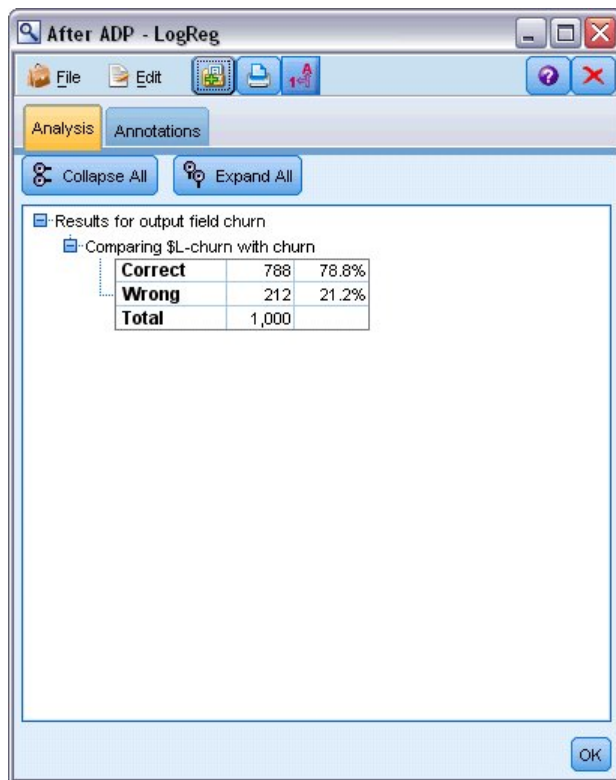 After ADP - LogReg
File Edit
Analysis Annotations
Collapse All Expand All
Results for output field churn
Comparing $L-churn with churn
Correct 788 78.8%
Wrong 212 21.2%
Total 1,000
OK